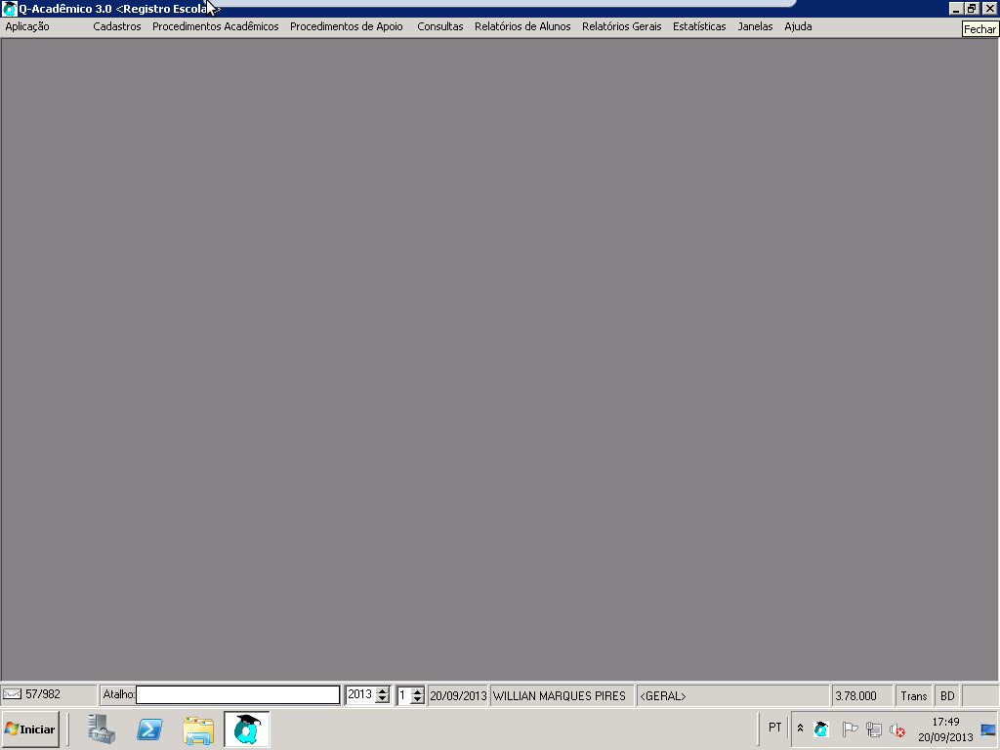 Q-Acadêmico 3.0 <Registro Escola>
Aplicação Cadastros Procedimentos Acadêmicos Procedimentos de Apoio Consultas Relatórios de Alunos Relatórios Gerais Estatísticas Janelas Ajuda
Fechar
57/982 Atalho: 2013 1 20/09/2013 WILLIAN MARQUES PIRES <GERAL> 3.78.000 Trans BD
Iniciar PT 17:49
20/09/2013